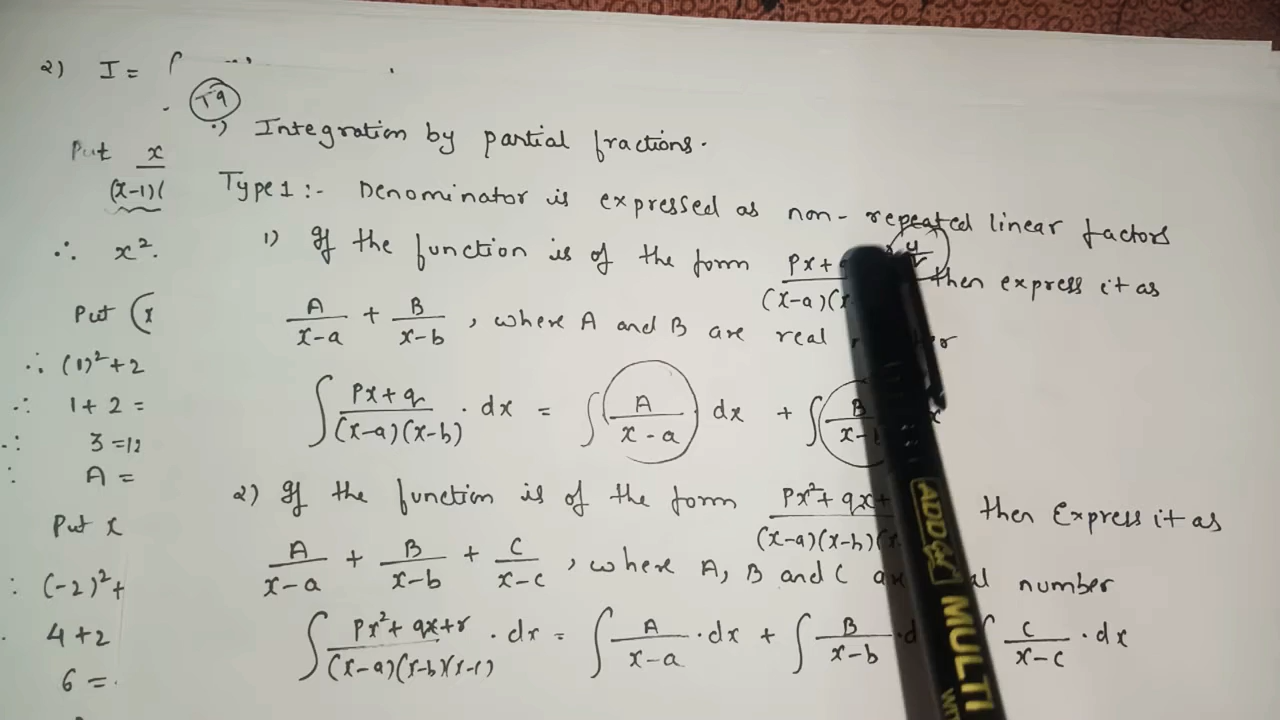 2) I = ∫
T9
Put x/(x-1)(
∴ x².
Put (x
∴ (1)²+2
∴ 1+2=
∴ 3=12
∴ A =
Put x
∴ (-2)²+
4+2
6 =
Integration by partial fractions.
Type 1:- Denominator is expressed as non-repeated linear factors
1) If the function is of the form Px+ / (x-a)(x then express it as
A/(x-a) + B/(x-b) , where A and B are real
∫ Px+q/(x-a)(x-b) . dx = ∫ A/(x-a) dx + ∫ B/x-
2) If the function is of the form Px²+qx+ / (x-a)(x-b)( then Express it as
A/(x-a) + B/(x-b) + C/(x-c) , where A, B and C number
∫ Px²+qx+r/(x-a)(x-b)(x-c) . dx = ∫ A/(x-a) . dx + ∫ B/(x-b) . d ∫ C/(x-c) . dx
ADD GEL MULTI